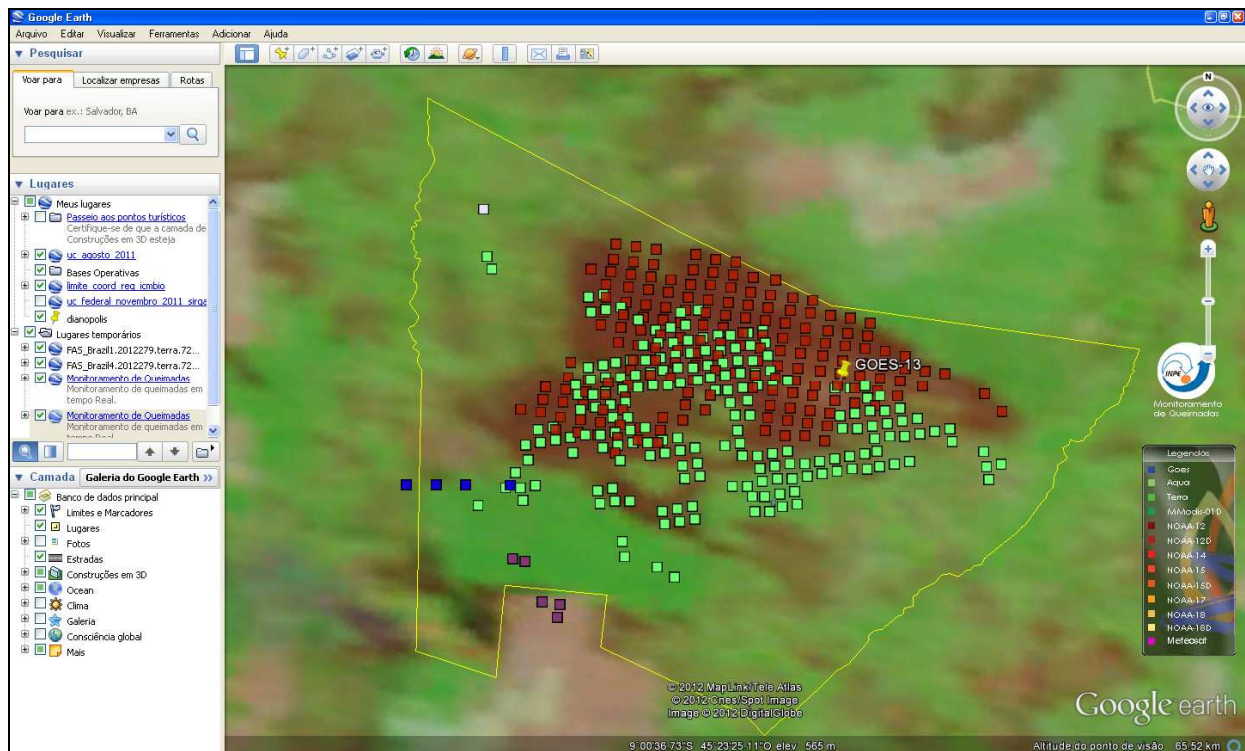 Google Earth
Arquivo Editar Visualizar Ferramentas Adicionar Ajuda
Pesquisar
Voar para Localizar empresas Rotas
Voar para ex.: Salvador, BA
Lugares
Meus lugares
Passeio aos pontos turísticos
Certifique-se de que a camada de
Construções em 3D esteja
uc_agosto_2011
Bases Operativas
limite_coord_reg_icmbio
uc_federal_novembro_2011_sirga
dianopolis
Lugares temporários
FAS_Brazil1.2012279.terra.72...
FAS_Brazil4.2012279.terra.72...
Monitoramento de Queimadas
Monitoramento de queimadas em
tempo Real.
Monitoramento de Queimadas
Monitoramento de queimadas em
tempo Real.
Camada Galeria do Google Earth >>
Banco de dados principal
Limites e Marcadores
Lugares
Fotos
Estradas
Construções em 3D
Ocean
Clima
Galeria
Consciência global
Mais
N
GOES-13
INPE
Monitoramento
de Queimadas
Legendas
Goes
Aqua
Terra
MModis-01D
NOAA-12
NOAA-12D
NOAA-14
NOAA-15
NOAA-15D
NOAA-17
NOAA-18
NOAA-18D
Meteosat
© 2012 MapLink/Tele Atlas
© 2012 Cnes/Spot Image
Image © 2012 DigitalGlobe
Google earth
9°00'36.73"S 45°23'25.11"O elev 565 m
Altitude do ponto de visão 65.52 km